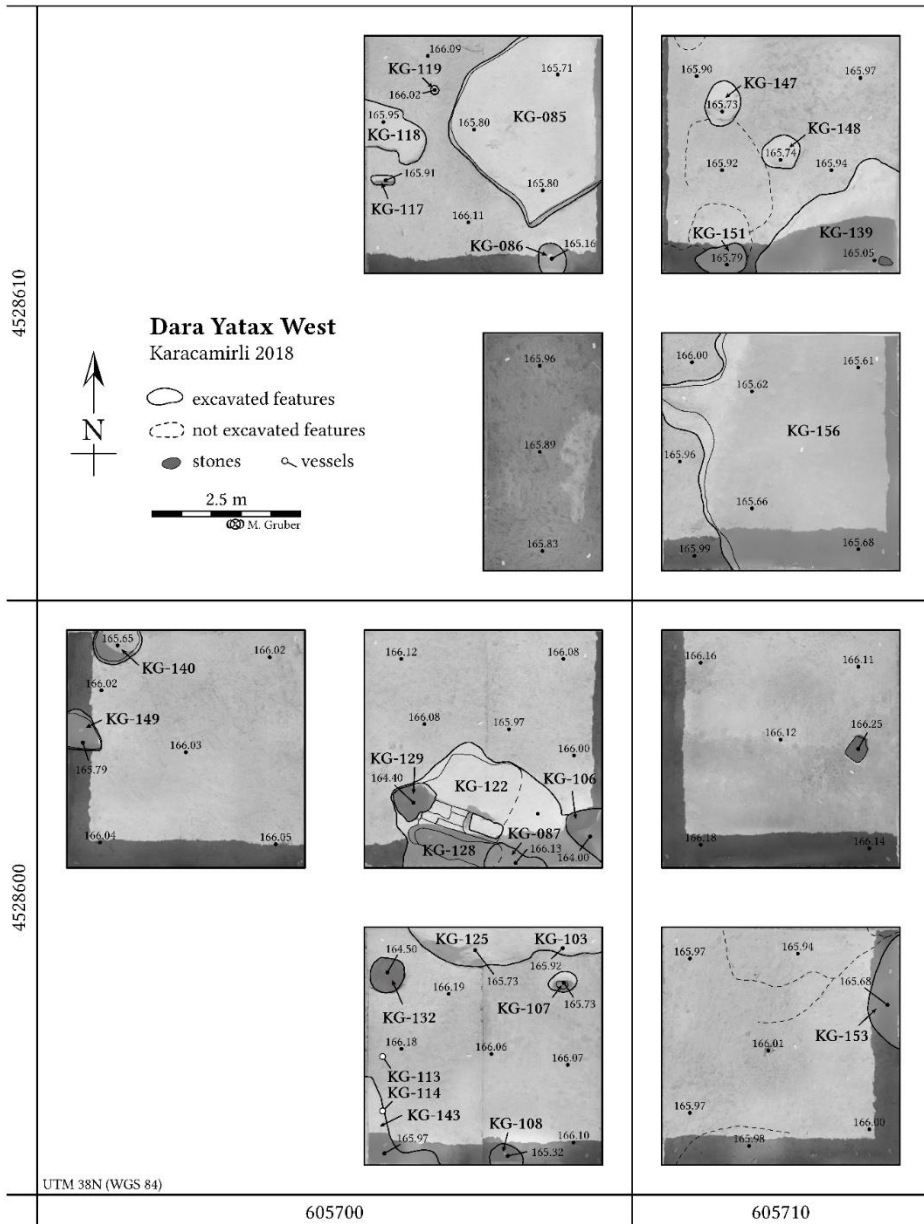 166.09
KG-119
166.02
165.71
165.95
KG-118
165.80
KG-085
165.91
KG-117
165.80
166.11
KG-086
165.16
165.90
165.97
KG-147
165.73
KG-148
165.74
165.92
165.94
KG-151
KG-139
165.79
165.05
4528610
Dara Yatax West
Karacamirli 2018
excavated features
N
not excavated features
stones
vessels
2.5 m
M. Gruber
165.96
165.89
165.83
166.00
165.61
165.62
KG-156
165.96
165.66
165.99
165.68
165.65
KG-140
166.02
166.02
KG-149
166.03
165.79
166.04
166.05
166.12
166.08
166.08
165.97
KG-129
166.00
164.40
KG-122
KG-106
KG-087
KG-128
166.13
164.00
166.16
166.11
166.12
166.25
166.18
166.14
4528600
164.50
KG-125
KG-103
165.73
165.92
KG-132
166.19
KG-107
165.73
166.18
166.06
166.07
KG-113
KG-114
KG-143
KG-108
165.97
165.32
166.10
165.97
165.94
165.68
KG-153
166.01
165.97
166.00
165.98
UTM 38N (WGS 84)
605700
605710